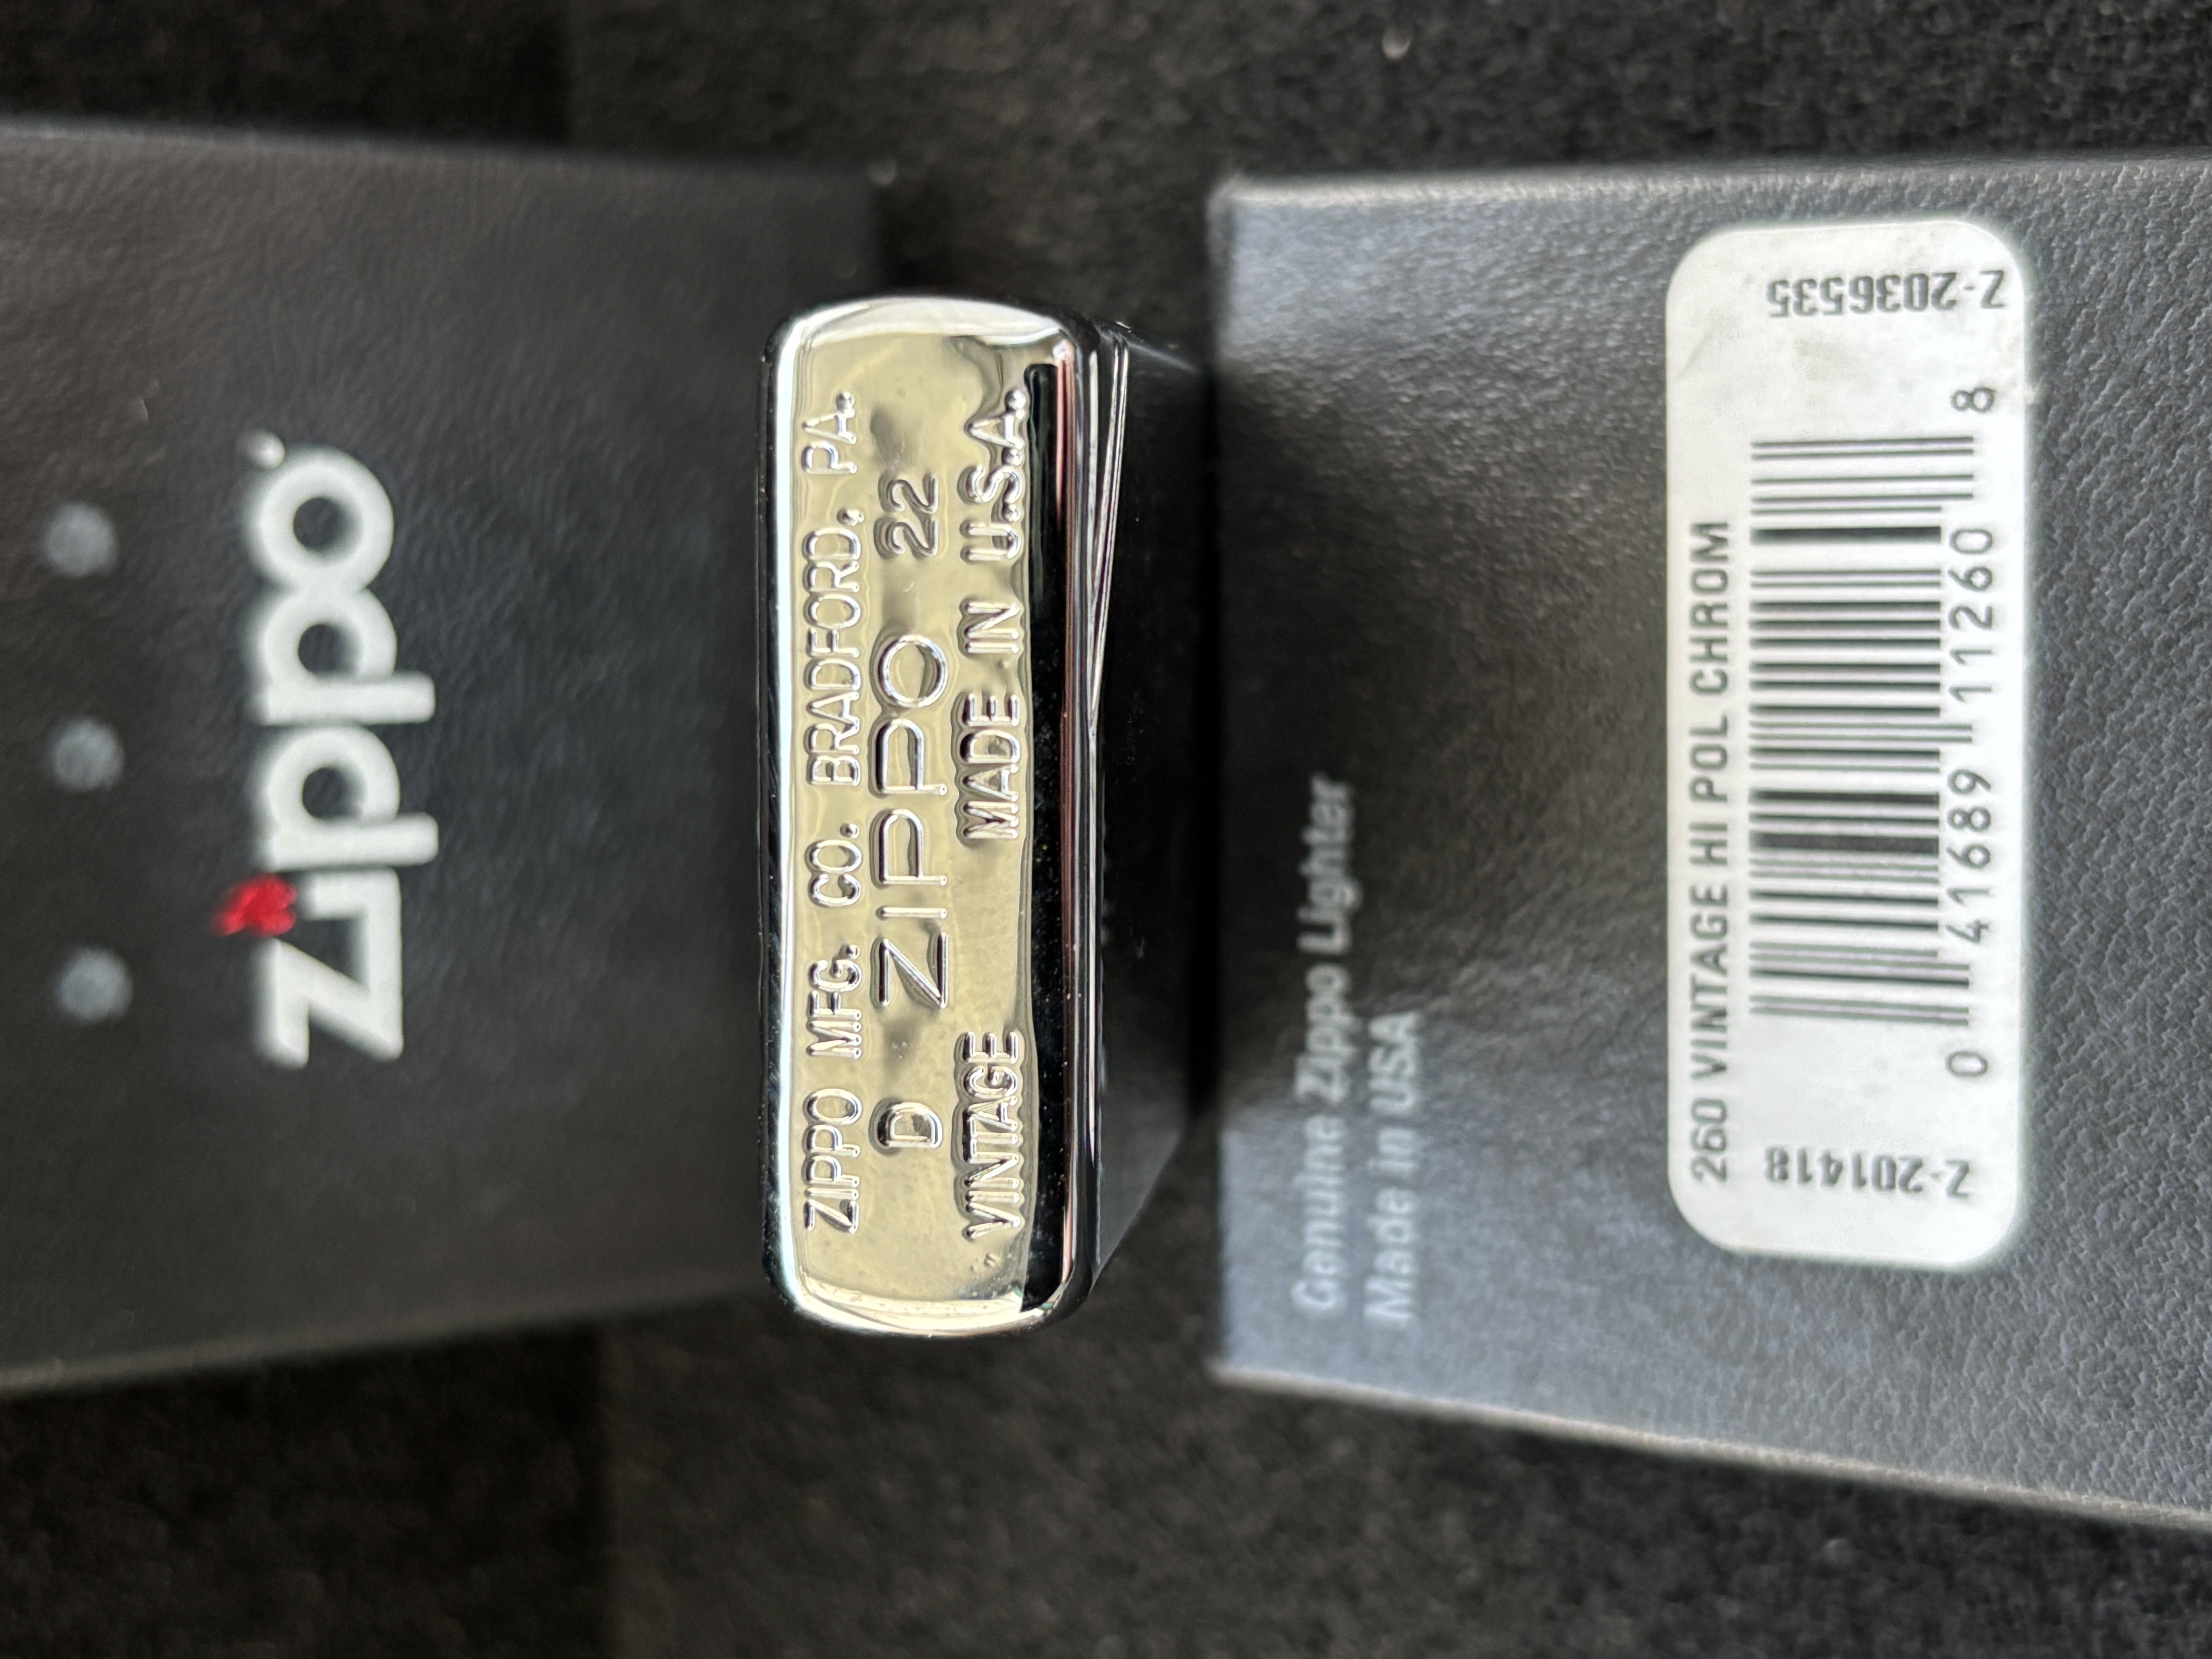 zippo
ZIPPO MFG. CO. BRADFORD, PA.
D ZIPPO 22
VINTAGE MADE IN U.S.A.
Genuine Zippo Lighter
Made in USA
260 VINTAGE HI POL CHROM
Z-201418
Z-2036535
0 41689 11260 8